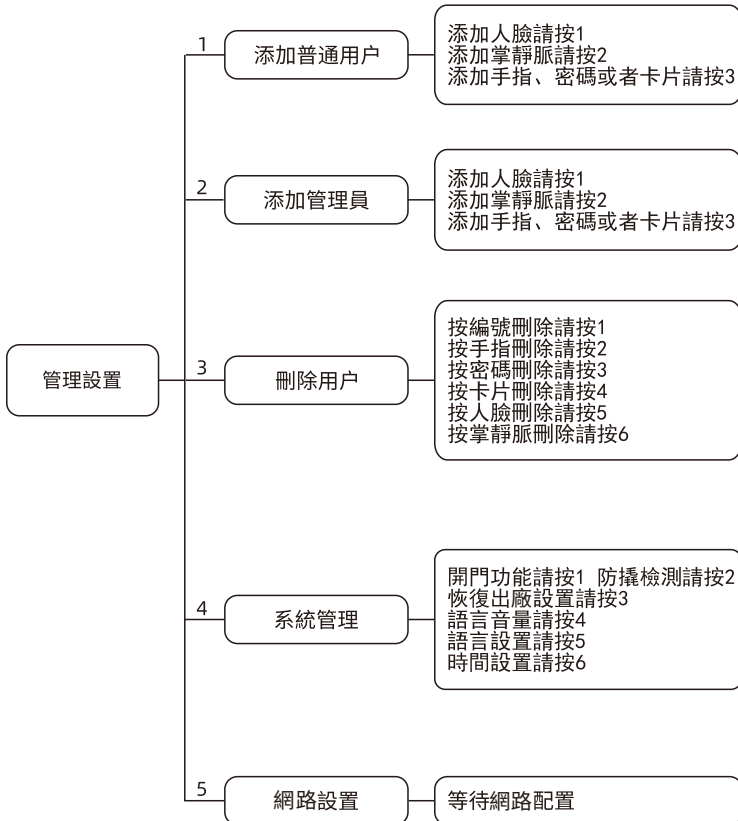 管理設置
1
添加普通用户
添加人臉請按1
添加掌靜脈請按2
添加手指、密碼或者卡片請按3
2
添加管理員
添加人臉請按1
添加掌靜脈請按2
添加手指、密碼或者卡片請按3
3
刪除用户
按編號刪除請按1
按手指刪除請按2
按密碼刪除請按3
按卡片刪除請按4
按人臉刪除請按5
按掌靜脈刪除請按6
4
系統管理
開門功能請按1 防撬檢測請按2
恢復出廠設置請按3
語言音量請按4
語言設置請按5
時間設置請按6
5
網路設置
等待網路配置